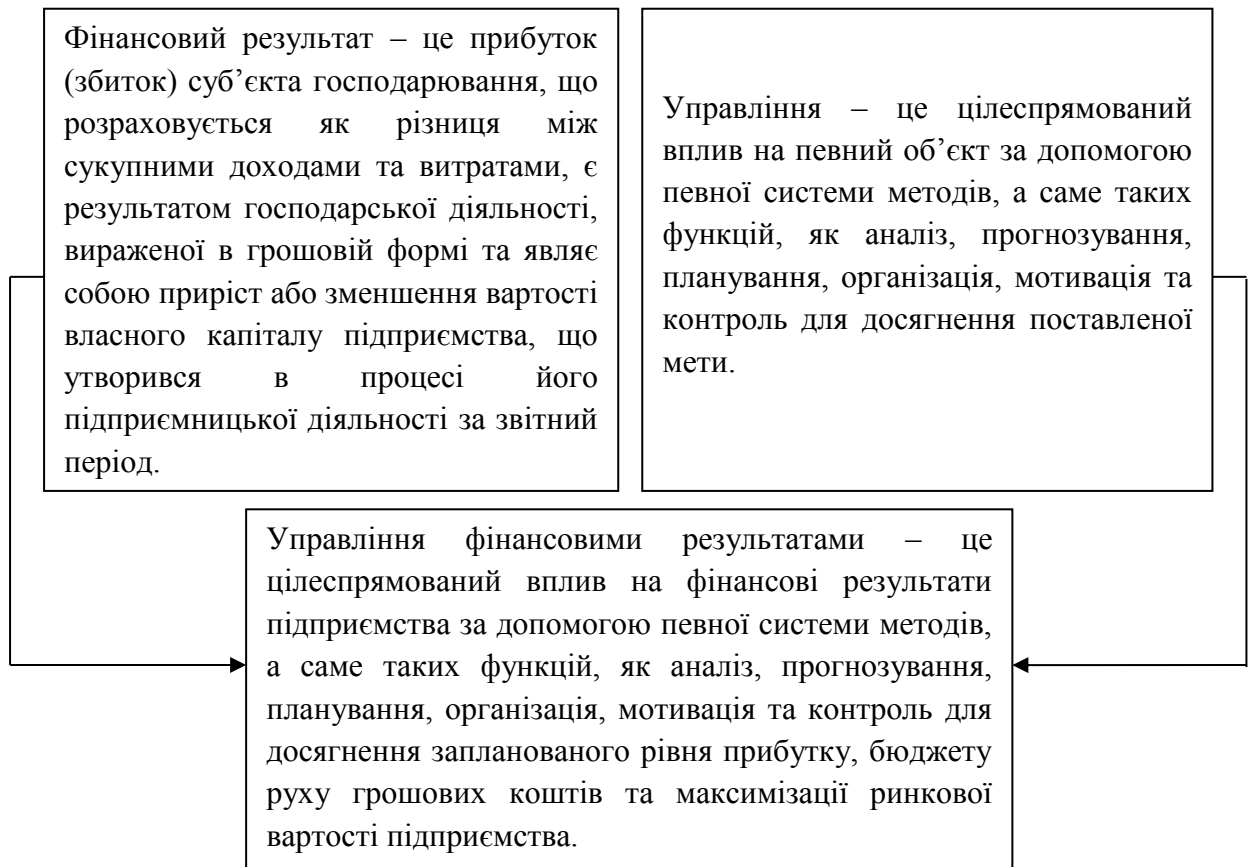 Фінансовий результат – це прибуток
(збиток) суб’єкта господарювання, що
розраховується як різниця між
сукупними доходами та витратами, є
результатом господарської діяльності,
вираженої в грошовій формі та являє
собою приріст або зменшення вартості
власного капіталу підприємства, що
утворився в процесі його
підприємницької діяльності за звітний
період.
Управління – це цілеспрямований
вплив на певний об’єкт за допомогою
певної системи методів, а саме таких
функцій, як аналіз, прогнозування,
планування, організація, мотивація та
контроль для досягнення поставленої
мети.
Управління фінансовими результатами – це
цілеспрямований вплив на фінансові результати
підприємства за допомогою певної системи методів,
а саме таких функцій, як аналіз, прогнозування,
планування, організація, мотивація та контроль для
досягнення запланованого рівня прибутку, бюджету
руху грошових коштів та максимізації ринкової
вартості підприємства.